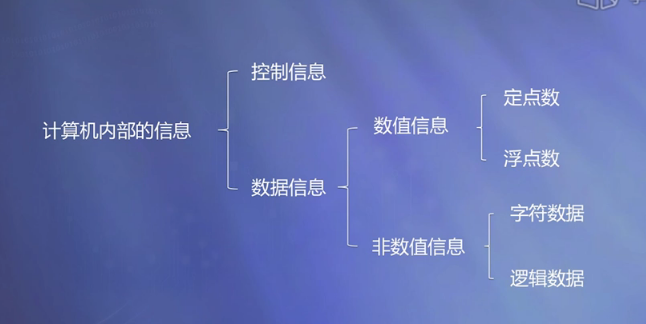 计算机内部的信息
控制信息
数据信息
数值信息
定点数
浮点数
非数值信息
字符数据
逻辑数据